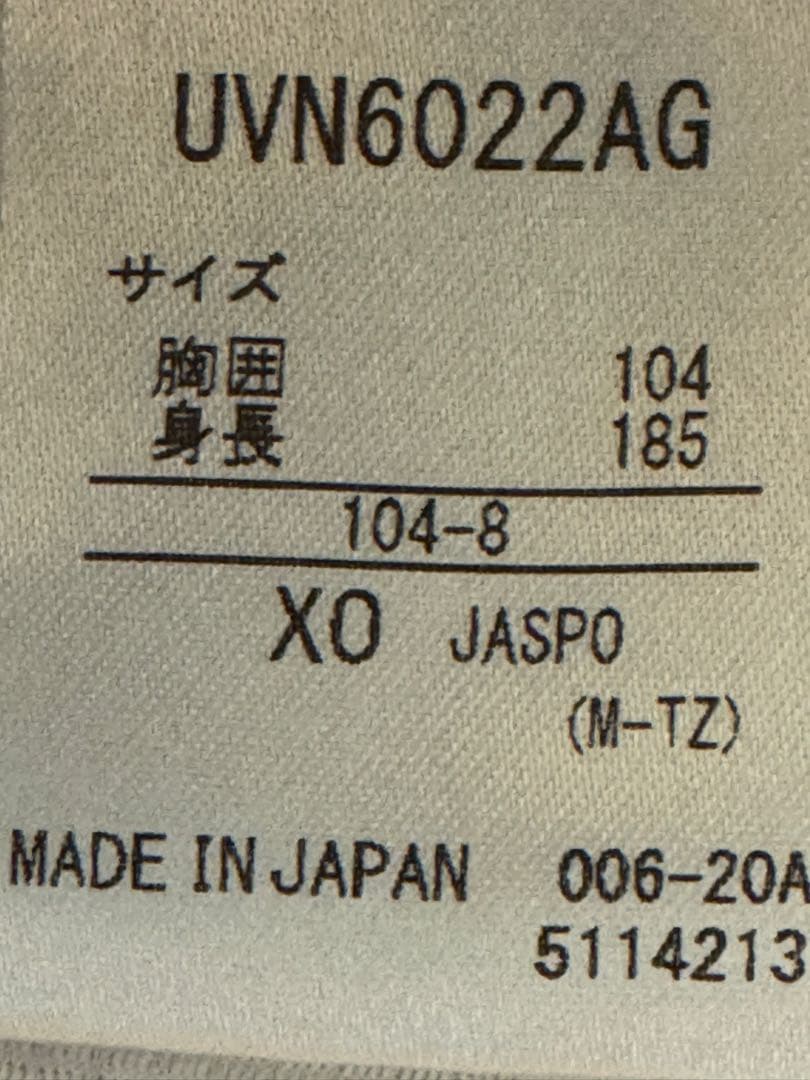 UVN6022AG
サイズ
胸囲 104
身長 185
104-8
XO JASPO
(M-TZ)
MADE IN JAPAN 006-20A
5114213